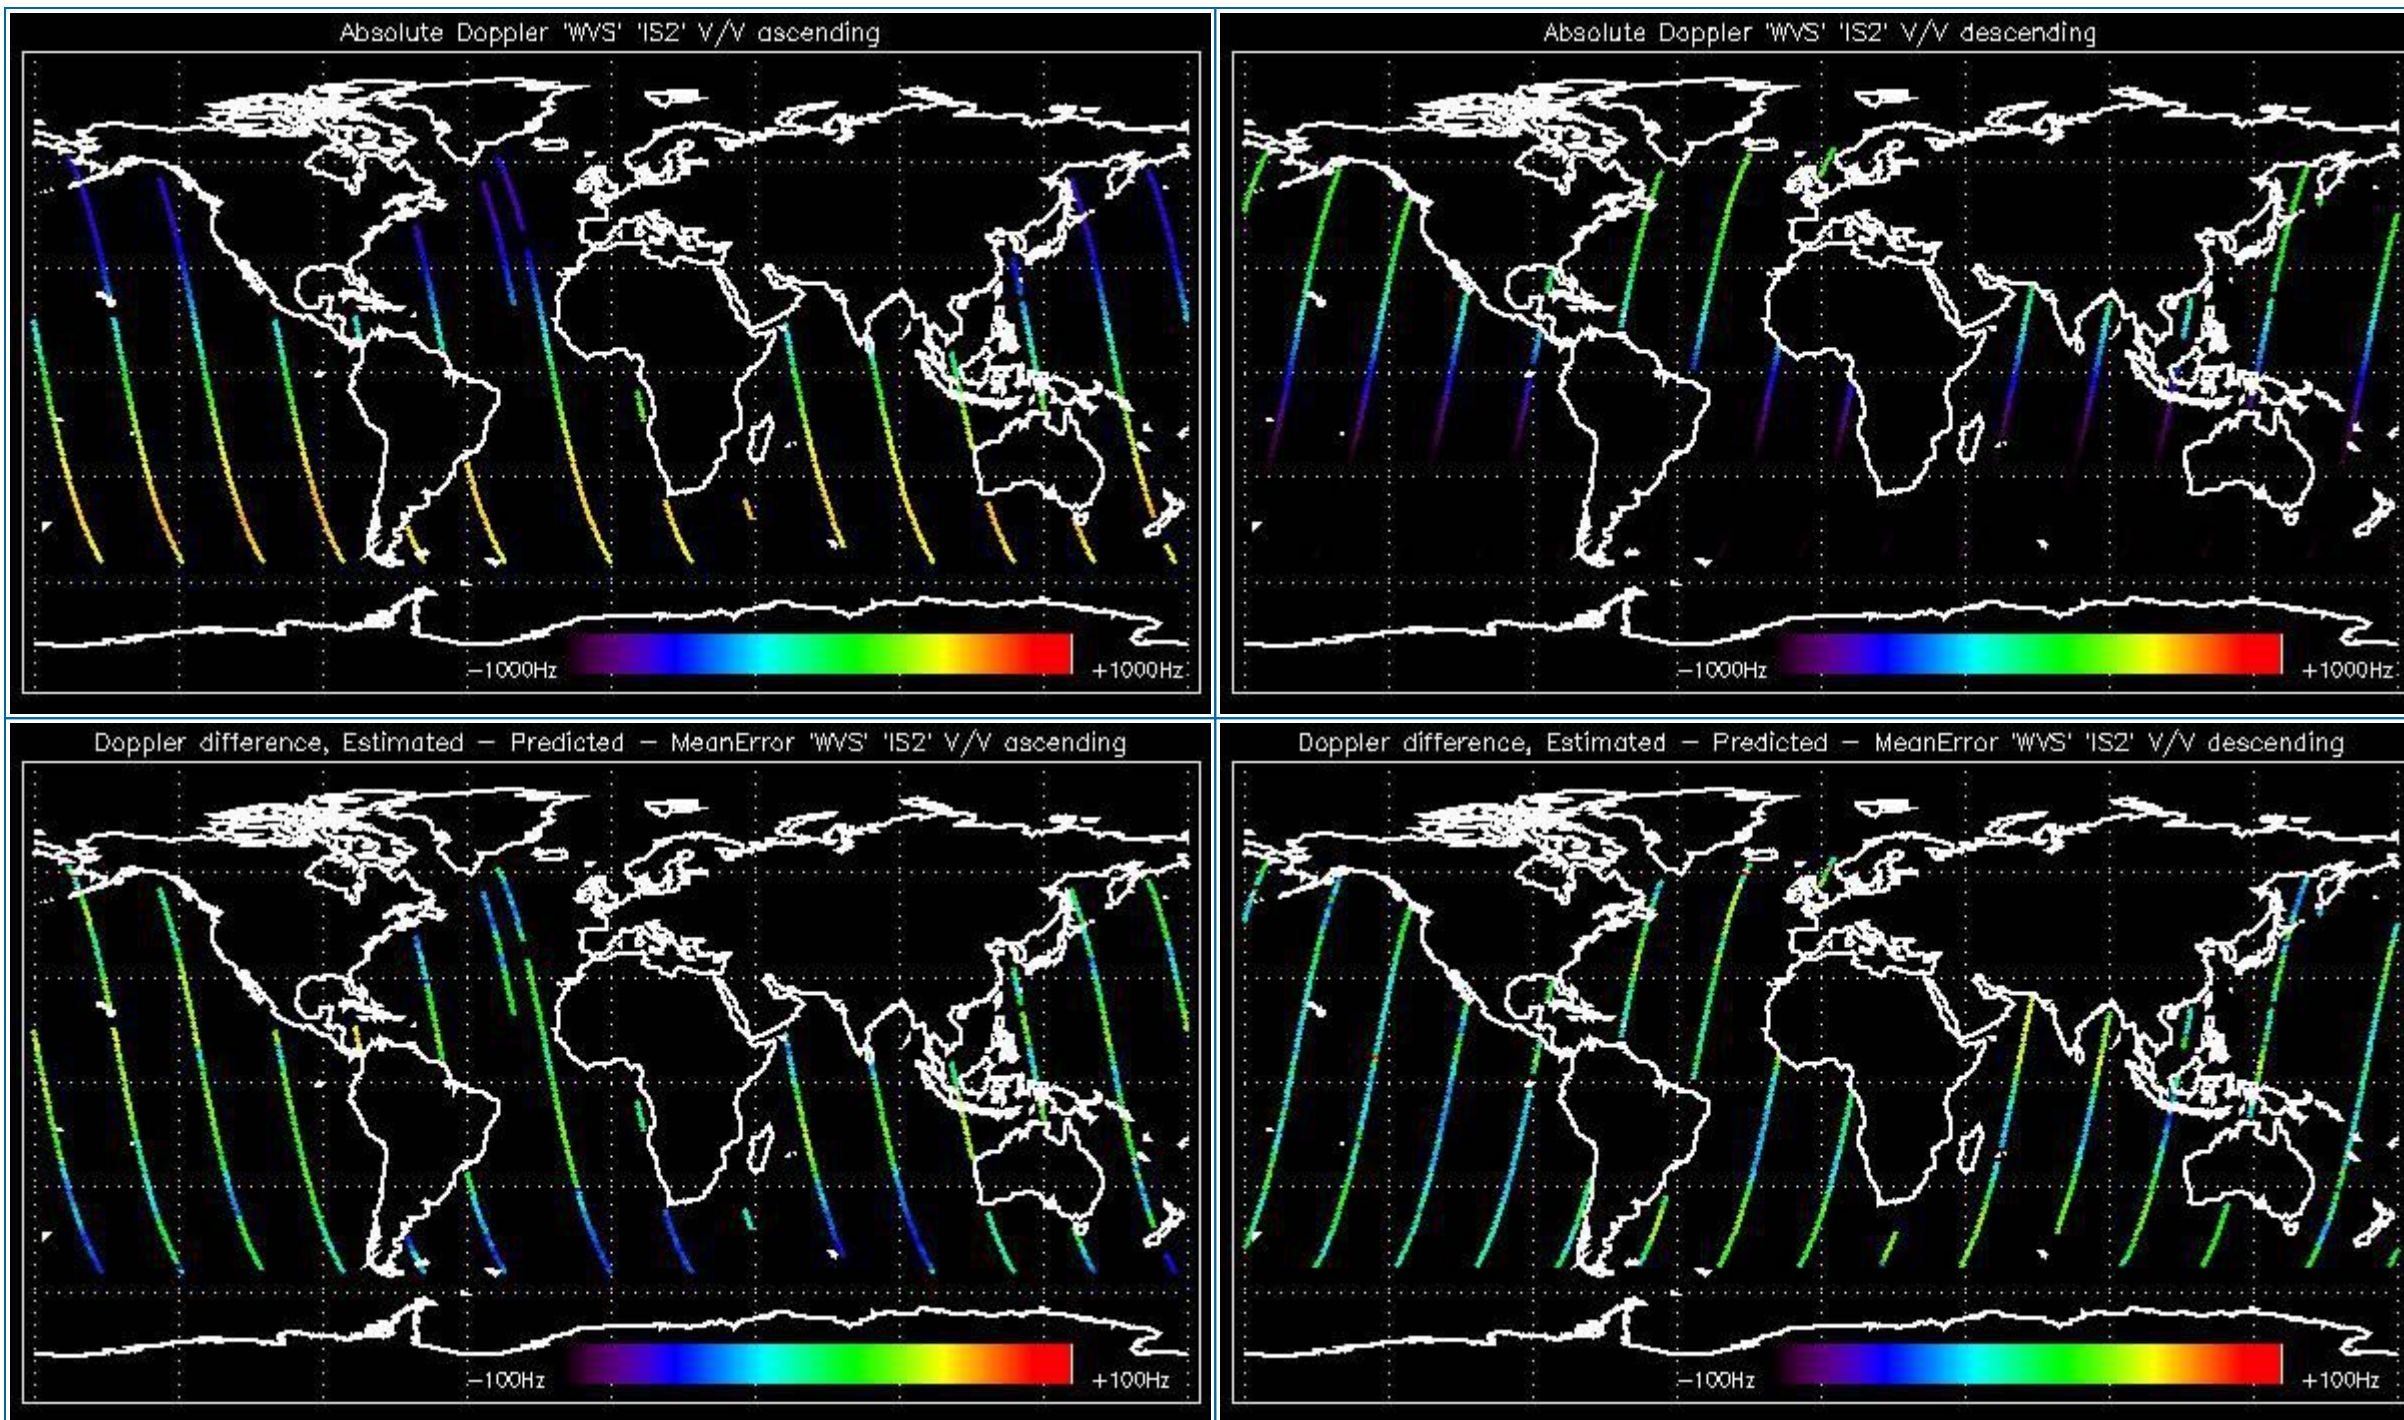 Absolute Doppler 'WVS' 'IS2' V/V ascending
-1000Hz
+1000Hz
Absolute Doppler 'WVS' 'IS2' V/V descending
-1000Hz
+1000Hz
Doppler difference, Estimated - Predicted - MeanError 'WVS' 'IS2' V/V ascending
-100Hz
+100Hz
Doppler difference, Estimated - Predicted - MeanError 'WVS' 'IS2' V/V descending
-100Hz
+100Hz